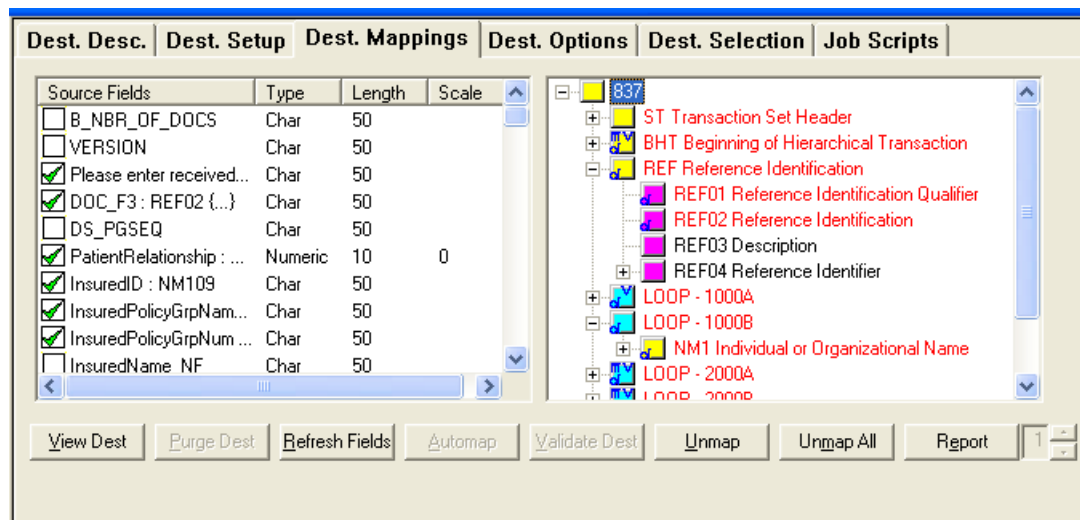 Dest. Desc. Dest. Setup Dest. Mappings Dest. Options Dest. Selection Job Scripts
Source Fields Type Length Scale
B_NBR_OF_DOCS Char 50
VERSION Char 50
Please enter received... Char 50
DOC_F3 : REF02 {...} Char 50
DS_PGSEQ Char 50
PatientRelationship : ... Numeric 10 0
InsuredID : NM109 Char 50
InsuredPolicyGrpNam... Char 50
InsuredPolicyGrpNum ... Char 50
InsuredName_NF Char 50
837
ST Transaction Set Header
BHT Beginning of Hierarchical Transaction
REF Reference Identification
REF01 Reference Identification Qualifier
REF02 Reference Identification
REF03 Description
REF04 Reference Identifier
LOOP - 1000A
LOOP - 1000B
NM1 Individual or Organizational Name
LOOP - 2000A
LOOP - 2000B
View Dest Purge Dest Refresh Fields Automap Validate Dest Unmap Unmap All Report 1